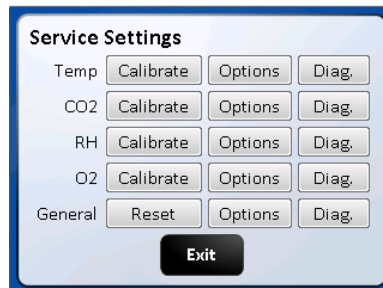 Service Settings
Temp Calibrate Options Diag.
CO2 Calibrate Options Diag.
RH Calibrate Options Diag.
O2 Calibrate Options Diag.
General Reset Options Diag.
Exit